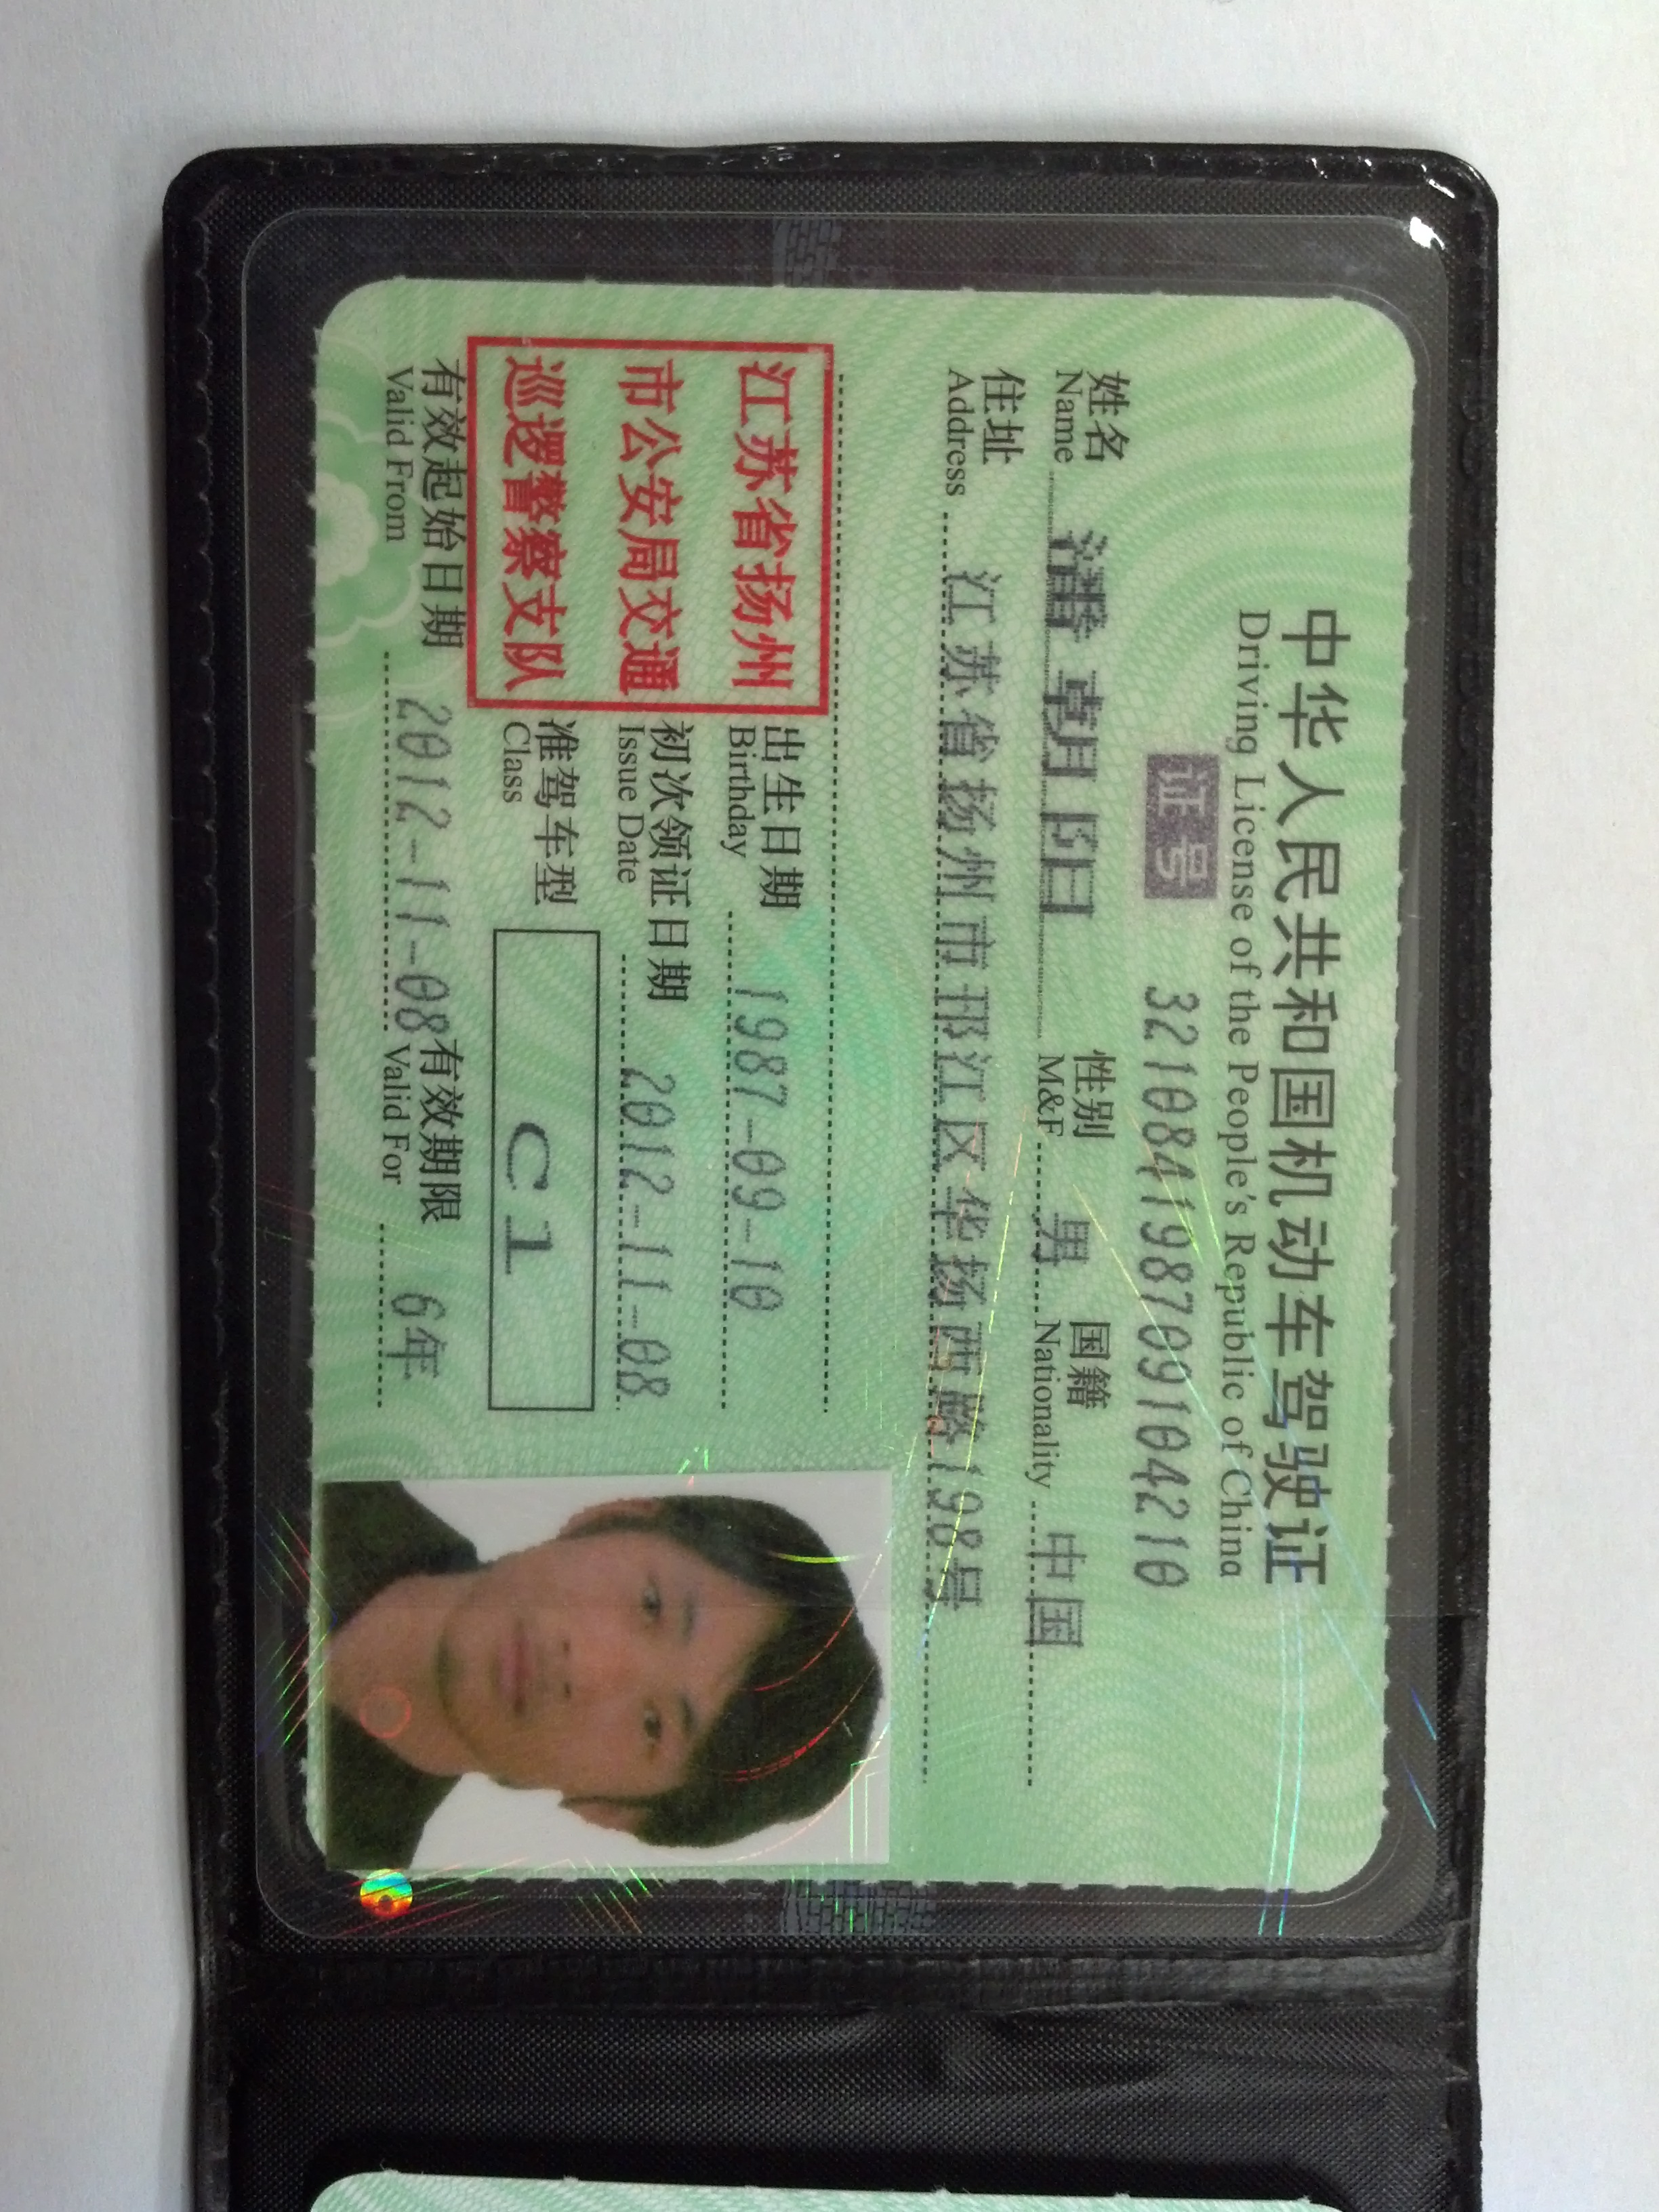 中华人民共和国机动车驾驶证
Driving License of the People's Republic of China
证号 321084198709104210
姓名 潘朝阳 性别 男 国籍 中国
Name M&F Nationality
住址 江苏省扬州市邗江区华扬西路198号
Address
江苏省扬州
市公安局交通
巡逻警察支队
出生日期 1987-09-10
Birthday
初次领证日期 2012-11-08
Issue Date
准驾车型 C1
Class
有效起始日期 2012-11-08 有效期限 6年
Valid From Valid For